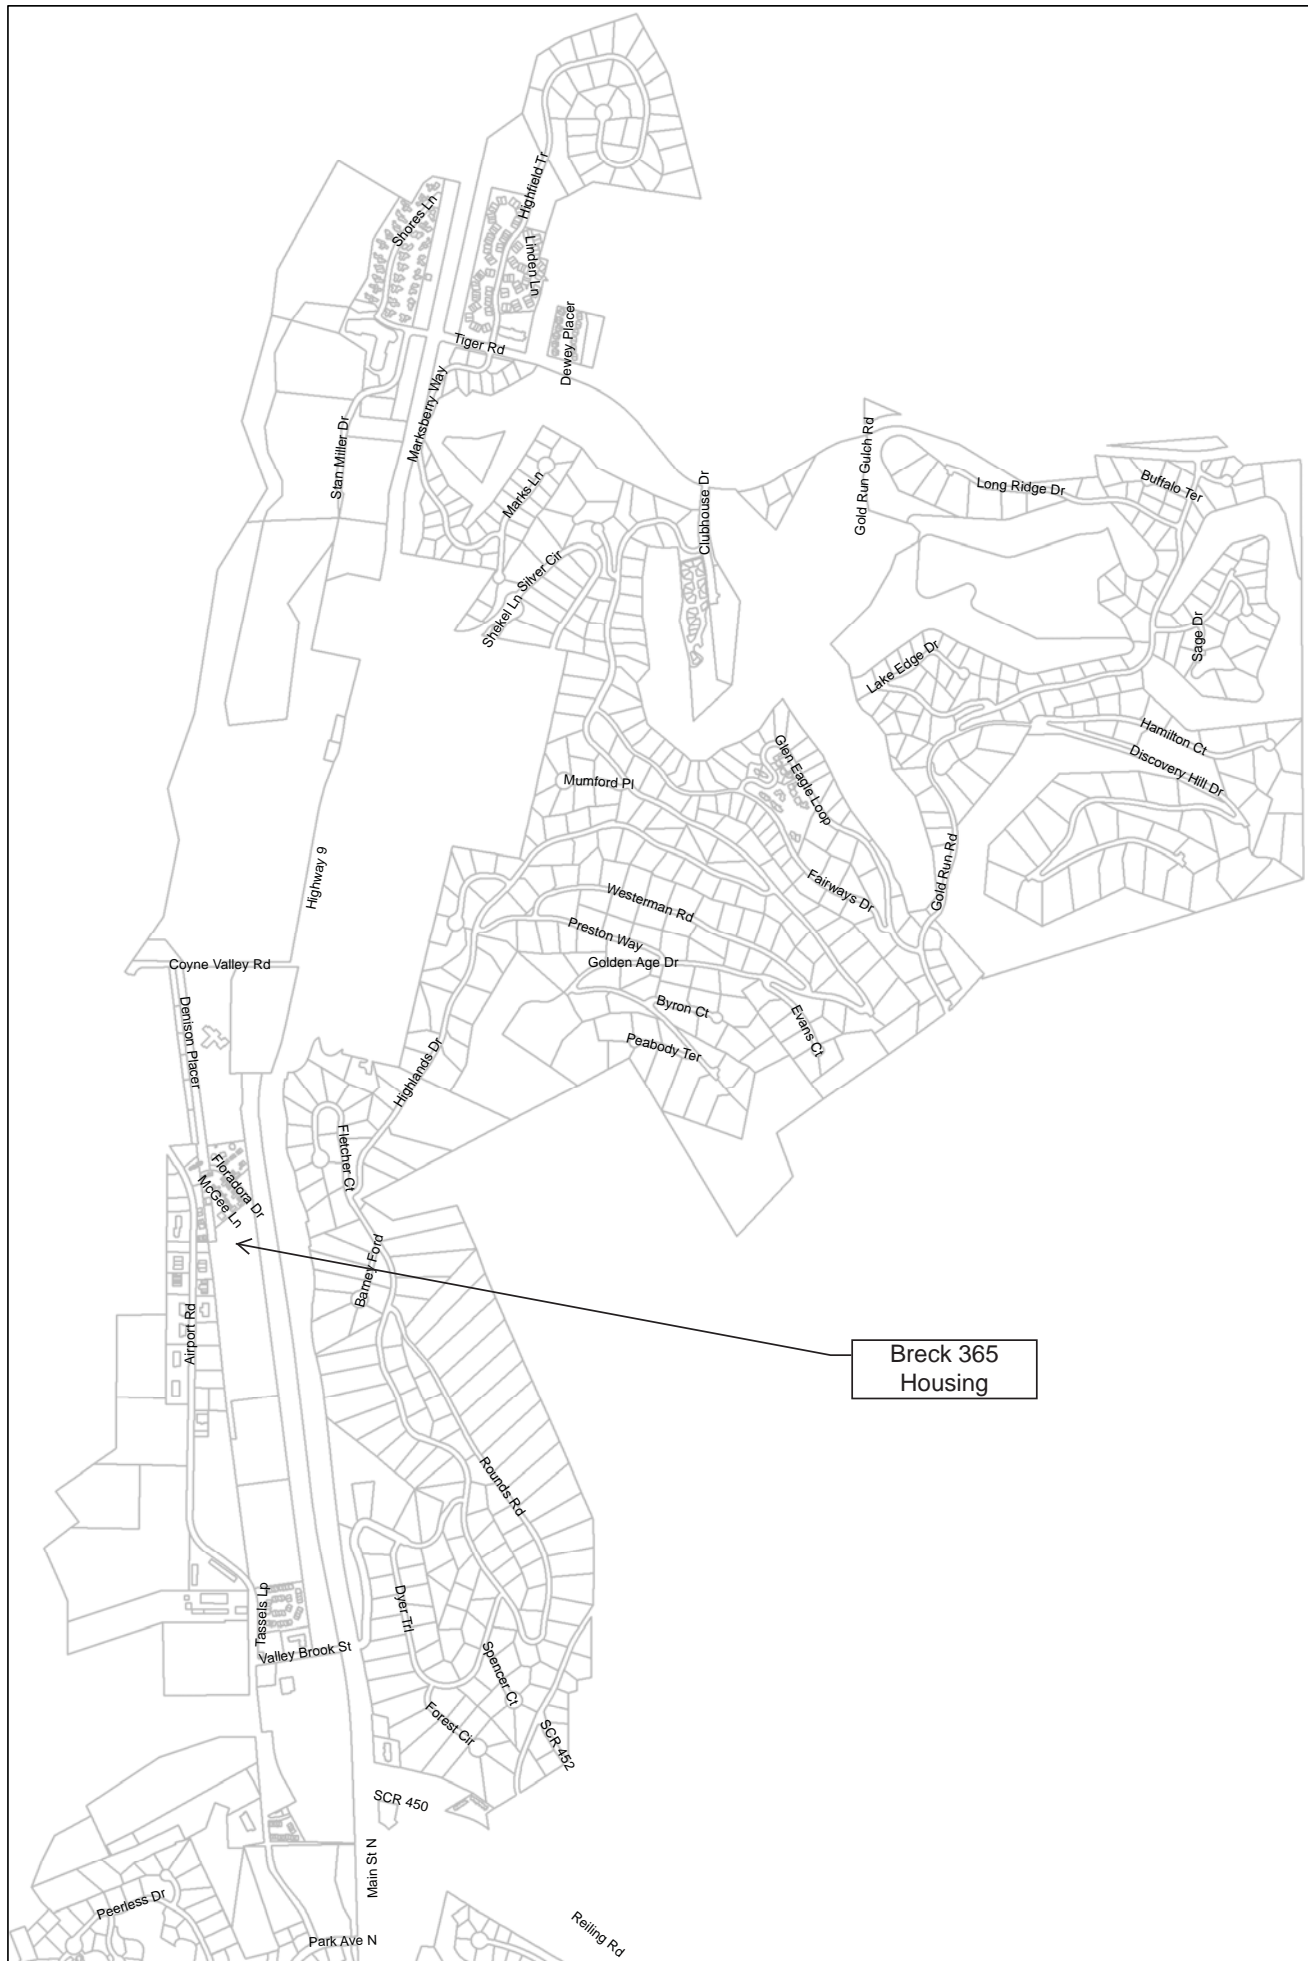 Highfield Tr
Shores Ln
Linden Ln
Dewey Placer
Tiger Rd
Marksberry Way
Stan Miller Dr
Marks Ln
Clubhouse Dr
Gold Run Gulch Rd
Long Ridge Dr
Buffalo Ter
Silver Cir
Shekel Ln
Sage Dr
Lake Edge Dr
Hamilton Ct
Discovery Hill Dr
Glen Eagle Loop
Mumford Pl
Highway 9
Fairways Dr
Gold Run Rd
Westerman Rd
Preston Way
Golden Age Dr
Coyne Valley Rd
Byron Ct
Evans Ct
Peabody Ter
Denison Placer
Highlands Dr
Fletcher Ct
Floradora Dr
McGee Ln
Barney Ford
Airport Rd
Breck 365
Housing
Rounds Rd
Dyer Trl
Tassels Lp
Valley Brook St
Spencer Ct
Forest Cir
SCR 452
SCR 450
Main St N
Peerless Dr
Park Ave N
Reiling Rd